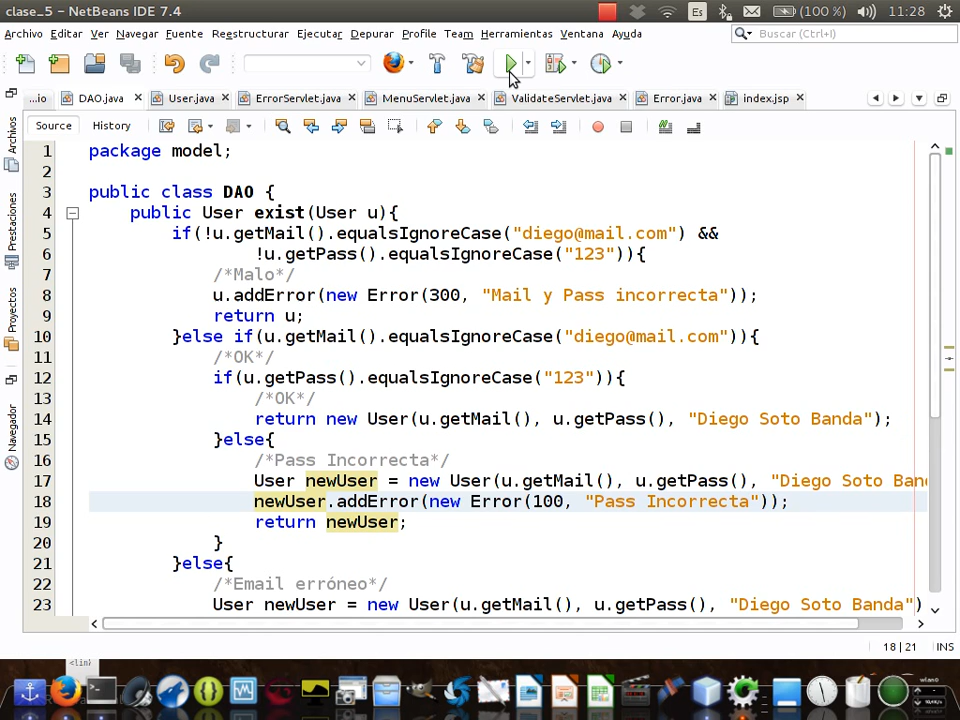 clase_5 - NetBeans IDE 7.4
Es
(100 %)
11:28
Archivo Editar Ver Navegar Fuente Reestructurar Ejecutar Depurar Profile Team Herramientas Ventana Ayuda
Buscar (Ctrl+I)
...io DAO.java User.java ErrorServlet.java MenuServlet.java ValidateServlet.java Error.java index.jsp
Source History
Archivos
Prestaciones
Proyectos
Navegador
1 package model;
2
3 public class DAO {
4 public User exist(User u){
5 if(!u.getMail().equalsIgnoreCase("diego@mail.com") &&
6 !u.getPass().equalsIgnoreCase("123")){
7 /*Malo*/
8 u.addError(new Error(300, "Mail y Pass incorrecta"));
9 return u;
10 }else if(u.getMail().equalsIgnoreCase("diego@mail.com")){
11 /*OK*/
12 if(u.getPass().equalsIgnoreCase("123")){
13 /*OK*/
14 return new User(u.getMail(), u.getPass(), "Diego Soto Banda");
15 }else{
16 /*Pass Incorrecta*/
17 User newUser = new User(u.getMail(), u.getPass(), "Diego Soto Ban
18 newUser.addError(new Error(100, "Pass Incorrecta"));
19 return newUser;
20 }
21 }else{
22 /*Email erróneo*/
23 User newUser = new User(u.getMail(), u.getPass(), "Diego Soto Banda")
18 | 21 INS
<lin>
wlan0